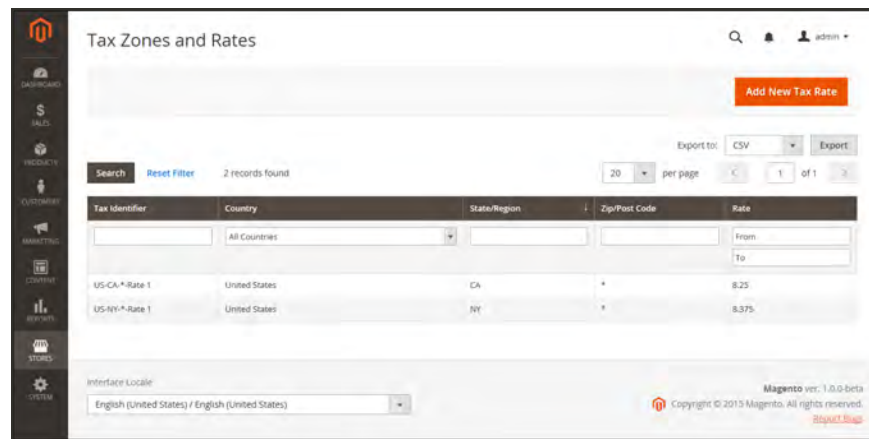 Tax Zones and Rates
admin
DASHBOARD
Add New Tax Rate
SALES
Export to: CSV Export
PRODUCTS
Search Reset Filter 2 records found 20 per page 1 of 1
CUSTOMERS
Tax Identifier Country State/Region ↓ Zip/Post Code Rate
MARKETING
All Countries From
To
CONTENT
US-CA-*-Rate 1 United States CA * 8.25
US-NY-*-Rate 1 United States NY * 8.375
REPORTS
STORES
SYSTEM
Interface Locale
English (United States) / English (United States)
Magento ver. 1.0.0-beta
Copyright © 2015 Magento. All rights reserved.
Report Bugs